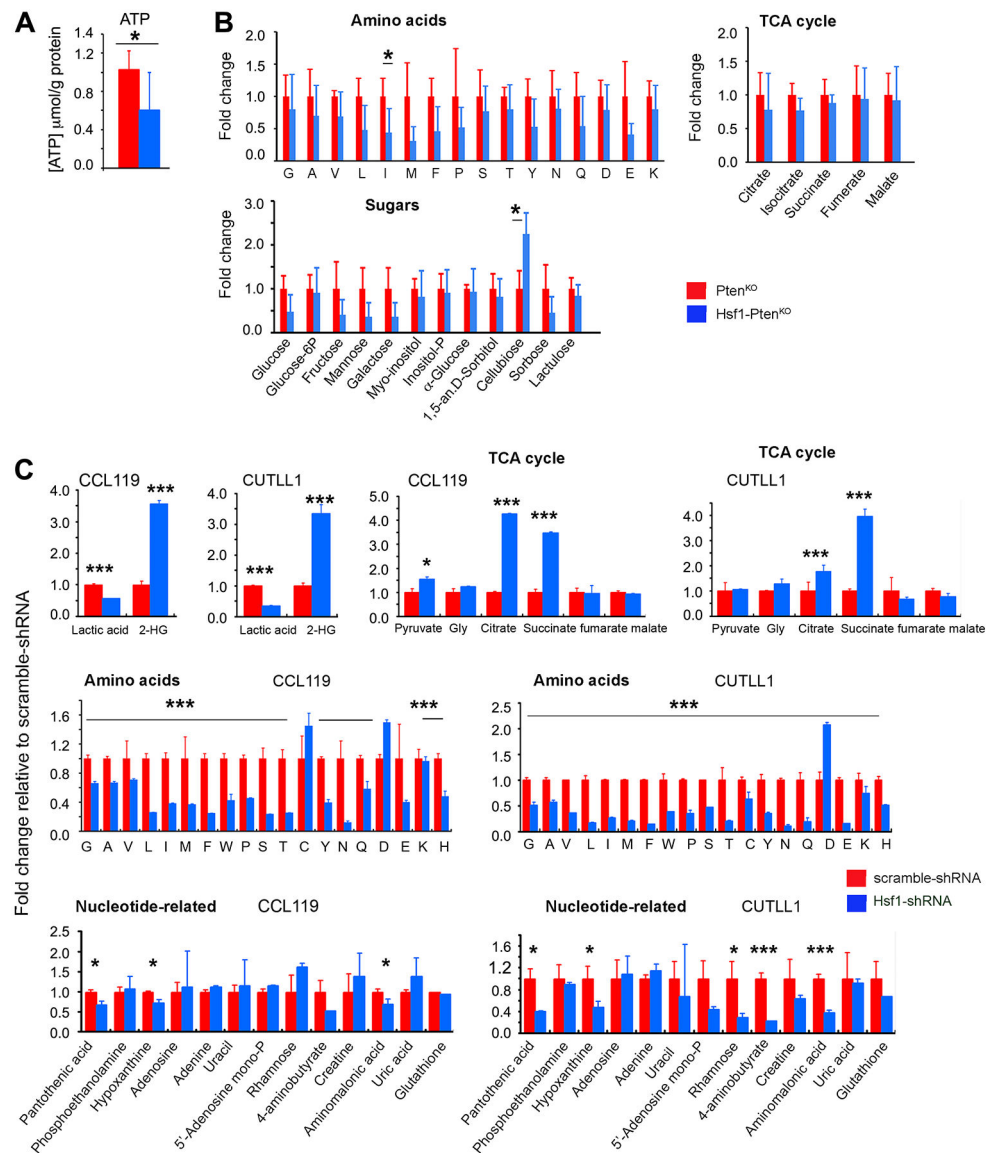 A
ATP
*
[ATP] μmol/g protein
1.2
0.9
0.6
0.3
0.0
B
Amino acids
*
Fold change
2.0
1.5
1.0
0.5
0.0
G A V L I M F P S T Y N Q D E K
TCA cycle
Fold change
2.0
1.5
1.0
0.5
0.0
Citrate
Isocitrate
Succinate
Fumerate
Malate
Sugars
*
Fold change
3.0
2.0
1.0
0.0
Glucose
Glucose-6P
Fructose
Mannose
Galactose
Myo-inositol
Inositol-P
α-Glucose
1,5-an.D-Sorbitol
Cellubiose
Sorbose
Lactulose
Pten^KO
Hsf1-Pten^KO
C
Fold change relative to scramble-shRNA
CCL119
***
***
4.0
3.0
2.0
1.0
0.0
Lactic acid 2-HG
CUTLL1
***
***
4.0
3.0
2.0
1.0
0.0
Lactic acid 2-HG
TCA cycle
CCL119
*
***
***
5.0
4.0
3.0
2.0
1.0
0.0
Pyruvate Gly Citrate Succinate fumarate malate
TCA cycle
CUTLL1
***
***
4.0
3.0
2.0
1.0
0.0
Pyruvate Gly Citrate Succinate fumarate malate
Amino acids CCL119
***
***
1.6
1.2
0.8
0.4
0.0
G A V L I M F W P S T C Y N Q D E K H
Amino acids CUTLL1
***
2.5
2.0
1.5
1.0
0.5
0.0
G A V L I M F W P S T C Y N Q D E K H
scramble-shRNA
Hsf1-shRNA
Nucleotide-related CCL119
* * *
2.5
2.0
1.5
1.0
0.5
0.0
Pantothenic acid
Phosphoethanolamine
Hypoxanthine
Adenosine
Adenine
Uracil
5'-Adenosine mono-P
Rhamnose
4-aminobutyrate
Creatine
Aminomalonic acid
Uric acid
Glutathione
Nucleotide-related CUTLL1
* * * *** ***
1.6
1.2
0.8
0.4
0.0
Pantothenic acid
Phosphoethanolamine
Hypoxanthine
Adenosine
Adenine
Uracil
5'-Adenosine mono-P
Rhamnose
4-aminobutyrate
Creatine
Aminomalonic acid
Uric acid
Glutathione